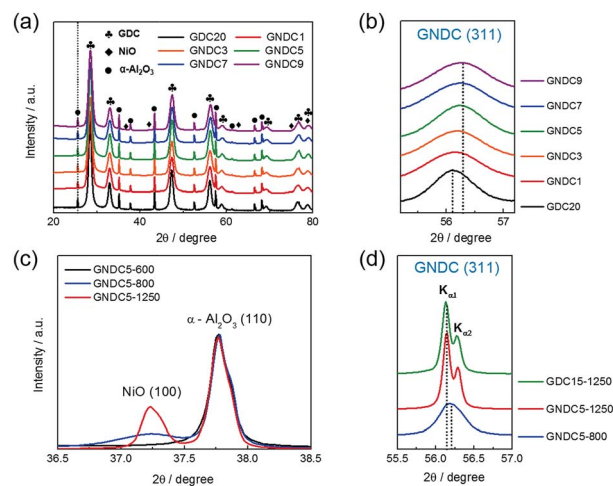 (a)
♣ GDC
◆ NiO
● α-Al₂O₃
GDC20
GNDC1
GNDC3
GNDC5
GNDC7
GNDC9
Intensity / a.u.
20 30 40 50 60 70 80
2θ / degree
(b)
GNDC (311)
GNDC9
GNDC7
GNDC5
GNDC3
GNDC1
GDC20
56 57
2θ / degree
(c)
GNDC5-600
GNDC5-800
GNDC5-1250
α - Al₂O₃ (110)
NiO (100)
Intensity / a.u.
36.5 37.0 37.5 38.0 38.5
2θ / degree
(d)
GNDC (311)
Kα1
Kα2
GDC15-1250
GNDC5-1250
GNDC5-800
55.5 56.0 56.5 57.0
2θ / degree